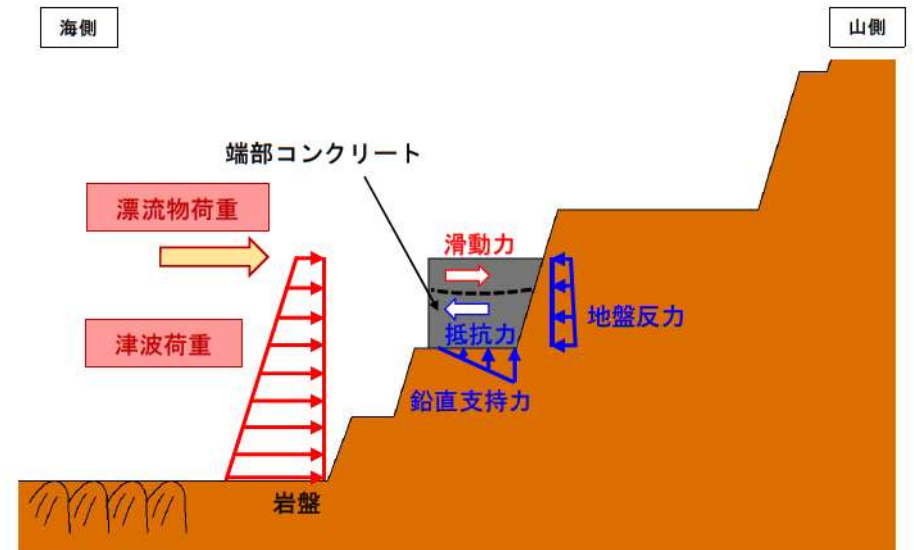 海側
山側
端部コンクリート
漂流物荷重
滑動力
地盤反力
津波荷重
抵抗力
鉛直支持力
岩盤